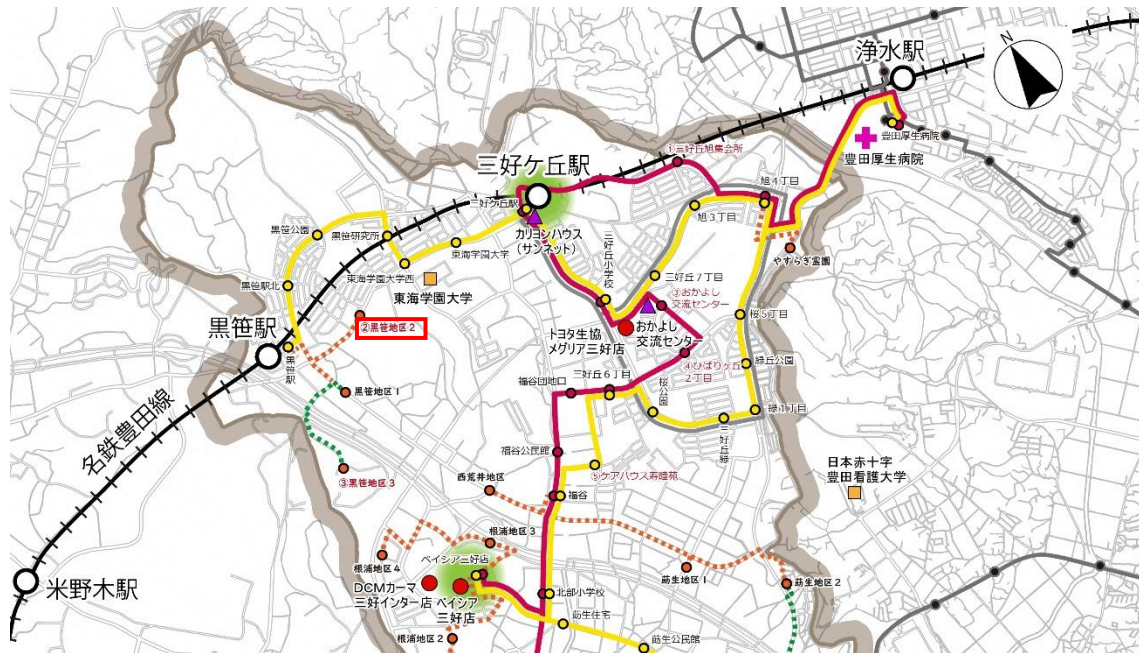 N
浄水駅
豊田厚生病院
豊田厚生病院
①三好丘旭集会所
三好ケ丘駅
三好ケ丘駅
カリヨンハウス
(サンネット)
旭4丁目
旭3丁目
やすらぎ霊園
黒笹公園
黒笹研究所
東海学園大学
東海学園大学西
東海学園大学
三好丘小学校
三好丘7丁目
黒笹駅北
③おかよし
交流センター
桜5丁目
②黒笹地区2
黒笹駅
黒笹駅
トヨタ生協
メグリア三好店
おかよし
交流センター
④ひばりヶ丘
2丁目
緑丘公園
三好丘6丁目
福谷団地口
桜公園
黒笹地区1
緑1丁目
三好丘緑
名鉄豊田線
福谷公民館
日本赤十字
豊田看護大学
⑤ケアハウス寿睦苑
③黒笹地区3
西荒井地区
福谷
根浦地区3
ベイシア三好店
根浦地区4
莇生地区1
莇生地区2
米野木駅
DCMカーマ
三好インター店
ベイシア
三好店
北部小学校
莇生住宅
根浦地区2
莇生公民館